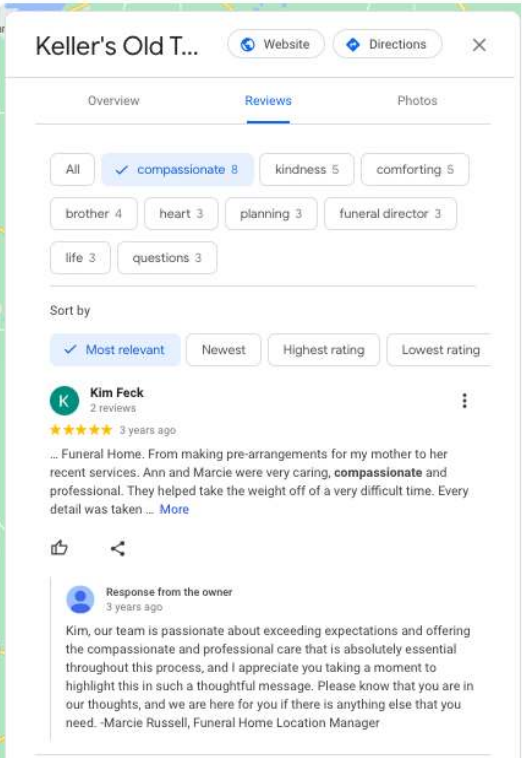 Keller's Old T...
Website
Directions
Overview
Reviews
Photos
All
compassionate 8
kindness 5
comforting 5
brother 4
heart 3
planning 3
funeral director 3
life 3
questions 3
Sort by
Most relevant
Newest
Highest rating
Lowest rating
K
Kim Feck
2 reviews
3 years ago
... Funeral Home. From making pre-arrangements for my mother to her
recent services. Ann and Marcie were very caring, compassionate and
professional. They helped take the weight off of a very difficult time. Every
detail was taken ... More
Response from the owner
3 years ago
Kim, our team is passionate about exceeding expectations and offering
the compassionate and professional care that is absolutely essential
throughout this process, and I appreciate you taking a moment to
highlight this in such a thoughtful message. Please know that you are in
our thoughts, and we are here for you if there is anything else that you
need. -Marcie Russell, Funeral Home Location Manager